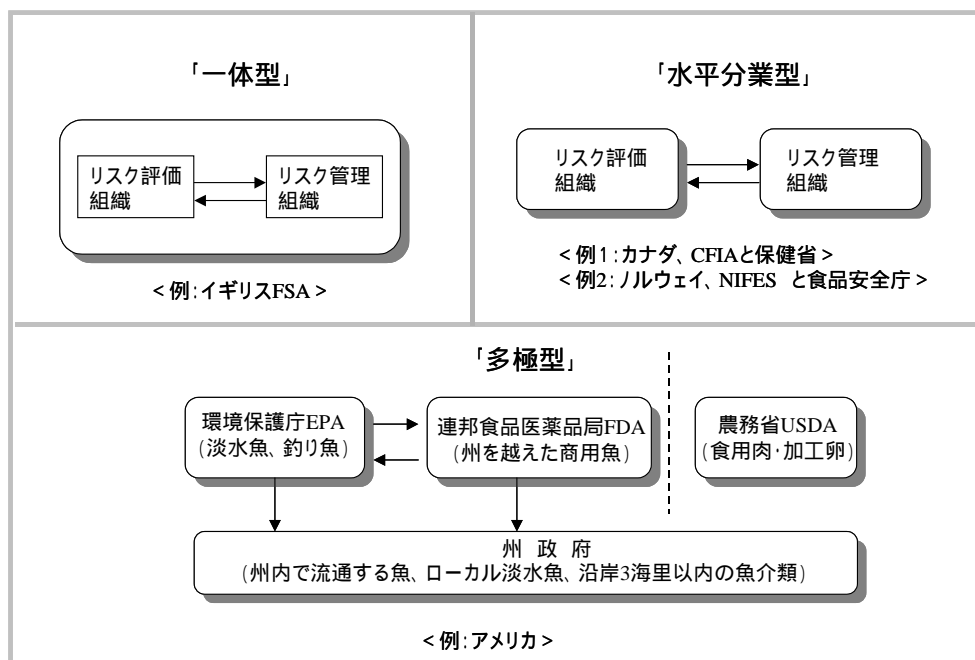 「一体型」
リスク評価
組織
リスク管理
組織
<例:イギリスFSA>
「水平分業型」
リスク評価
組織
リスク管理
組織
<例1:カナダ、CFIAと保健省>
<例2:ノルウェイ、NIFES と食品安全庁>
「多極型」
環境保護庁EPA
(淡水魚、釣り魚)
連邦食品医薬品局FDA
(州を越えた商用魚)
農務省USDA
(食用肉・加工卵)
州 政 府
(州内で流通する魚、ローカル淡水魚、沿岸3海里以内の魚介類)
<例:アメリカ>